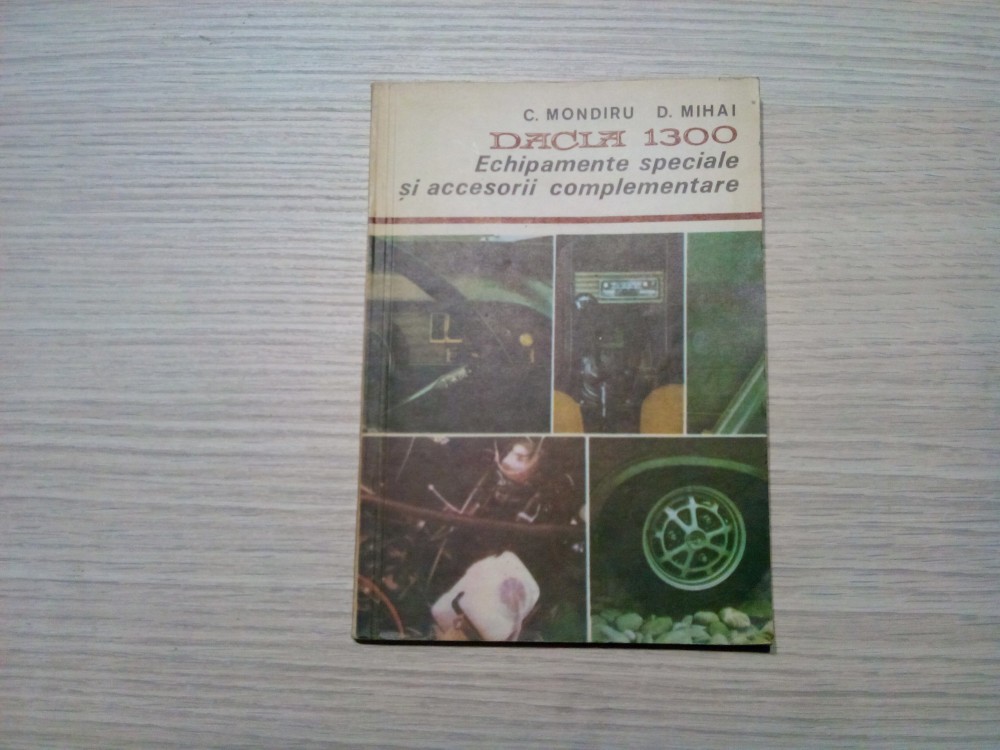 C. MONDIRU D. MIHAI
DACIA 1300
Echipamente speciale
și accesorii complementare